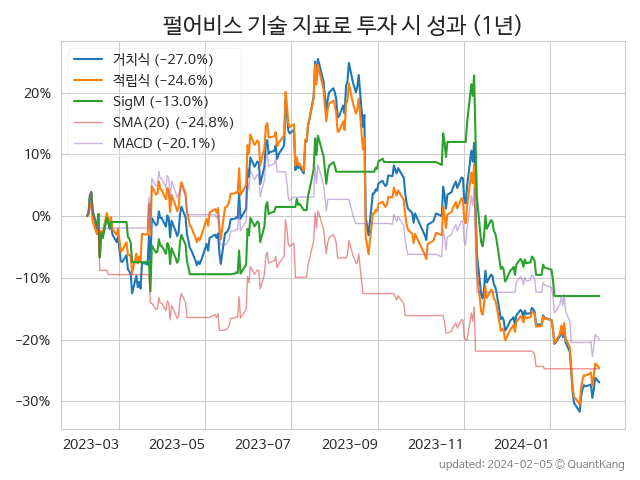 펄어비스 기술 지표로 투자 시 성과 (1년)
거치식 (−27.0%)
적립식 (−24.6%)
SigM (−13.0%)
SMA(20) (−24.8%)
MACD (−20.1%)
20%
10%
0%
−10%
−20%
−30%
2023−03 2023−05 2023−07 2023−09 2023−11 2024−01
updated: 2024-02-05 © QuantKang